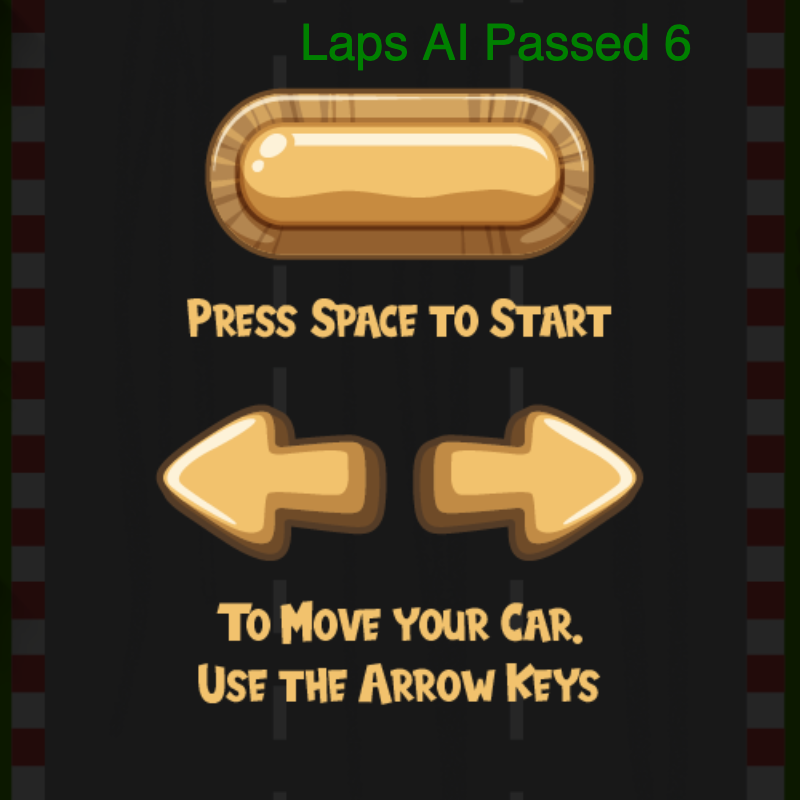 Laps AI Passed 6
Press Space to Start
To Move your Car.
Use the Arrow Keys